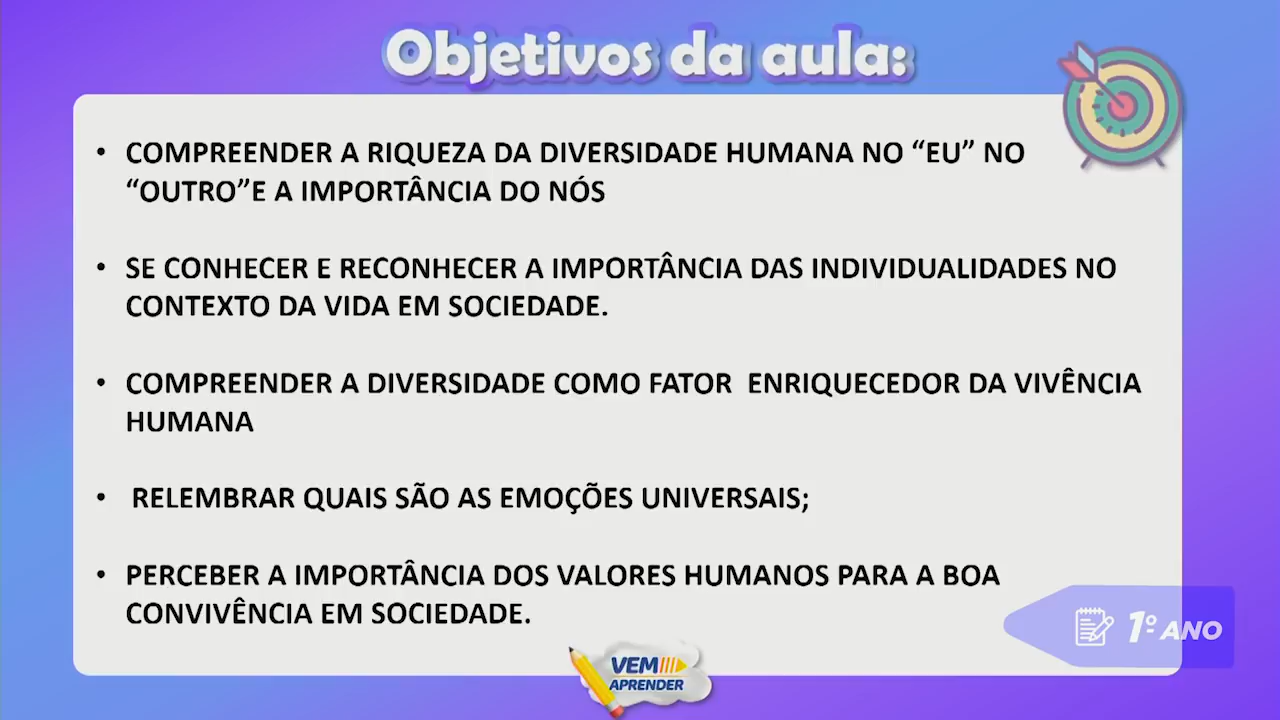 Objetivos da aula:
• COMPREENDER A RIQUEZA DA DIVERSIDADE HUMANA NO “EU” NO
“OUTRO”E A IMPORTÂNCIA DO NÓS
• SE CONHECER E RECONHECER A IMPORTÂNCIA DAS INDIVIDUALIDADES NO
CONTEXTO DA VIDA EM SOCIEDADE.
• COMPREENDER A DIVERSIDADE COMO FATOR  ENRIQUECEDOR DA VIVÊNCIA
HUMANA
• RELEMBRAR QUAIS SÃO AS EMOÇÕES UNIVERSAIS;
• PERCEBER A IMPORTÂNCIA DOS VALORES HUMANOS PARA A BOA
CONVIVÊNCIA EM SOCIEDADE.
1º ANO
VEM
APRENDER